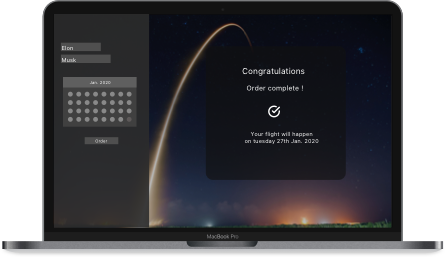 Elon
Musk
Jan. 2020
Order
Congratulations
Order complete !
Your flight will happen
on tuesday 27th Jan. 2020
MacBook Pro